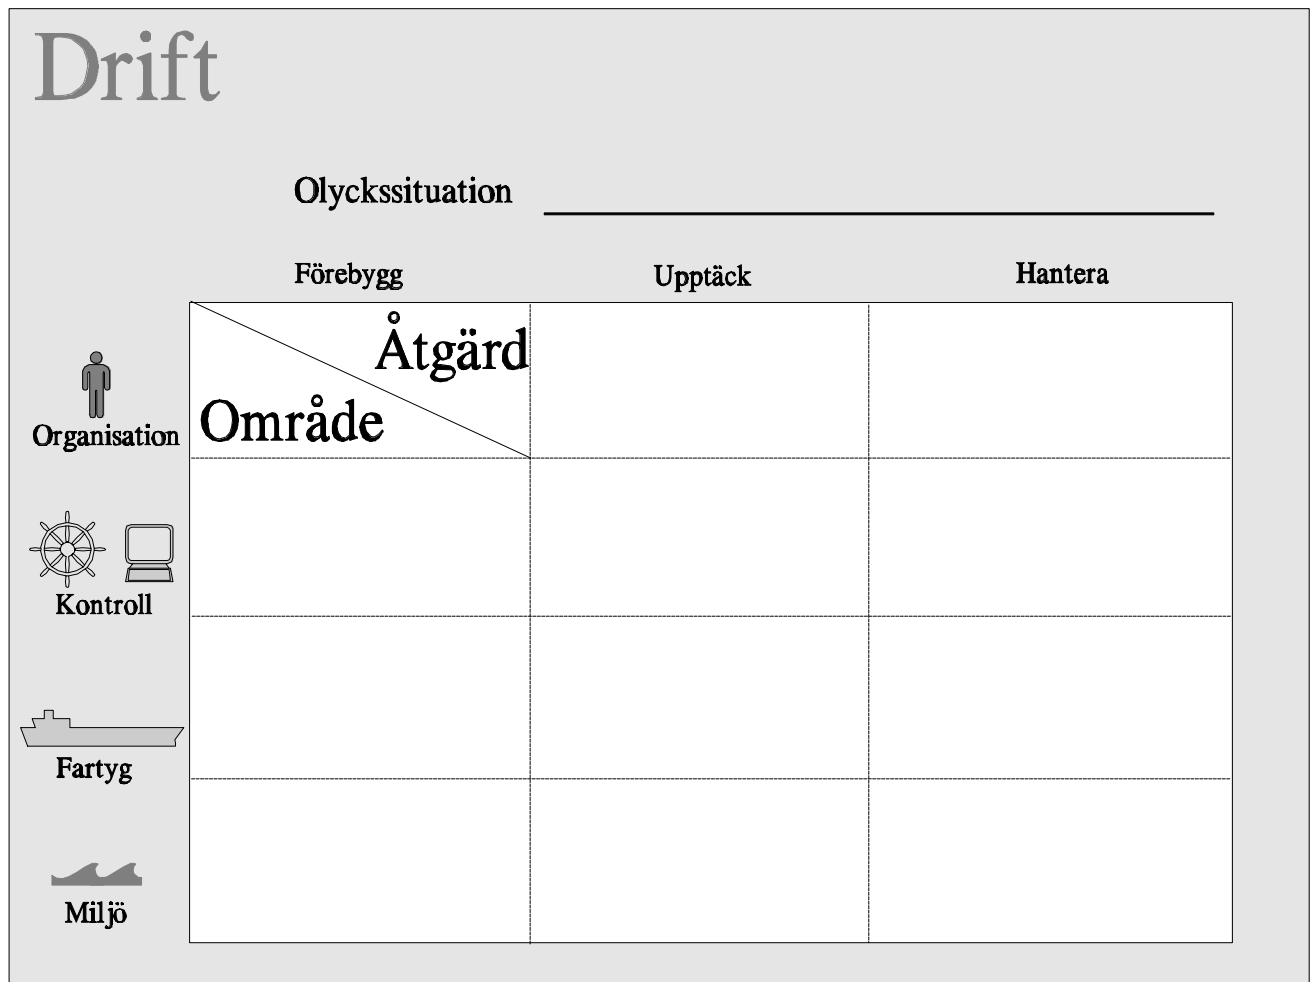 Drift
Olyckssituation
Förebygg Upptäck Hantera
Åtgärd
Område
Organisation
Kontroll
Fartyg
Miljö